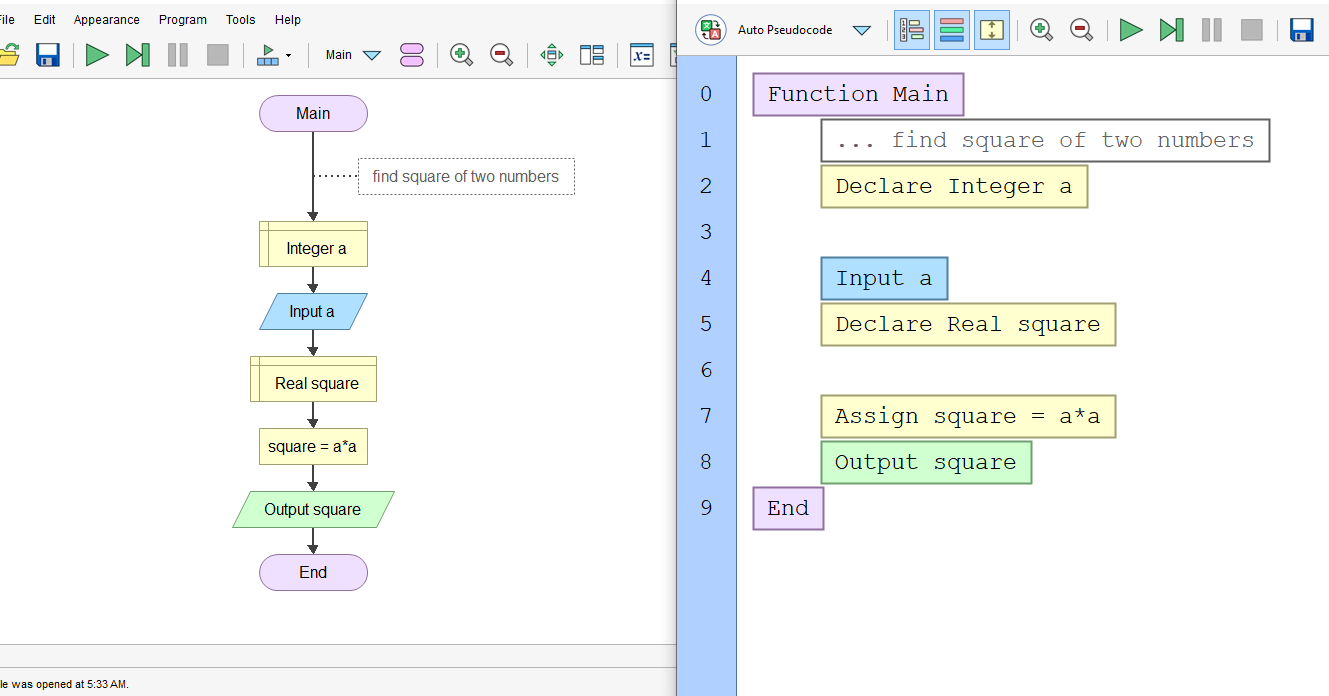 File Edit Appearance Program Tools Help
Main
Main
find square of two numbers
Integer a
Input a
Real square
square = a*a
Output square
End
le was opened at 5:33 AM.
Auto Pseudocode
0 Function Main
1 ... find square of two numbers
2 Declare Integer a
3
4 Input a
5 Declare Real square
6
7 Assign square = a*a
8 Output square
9 End